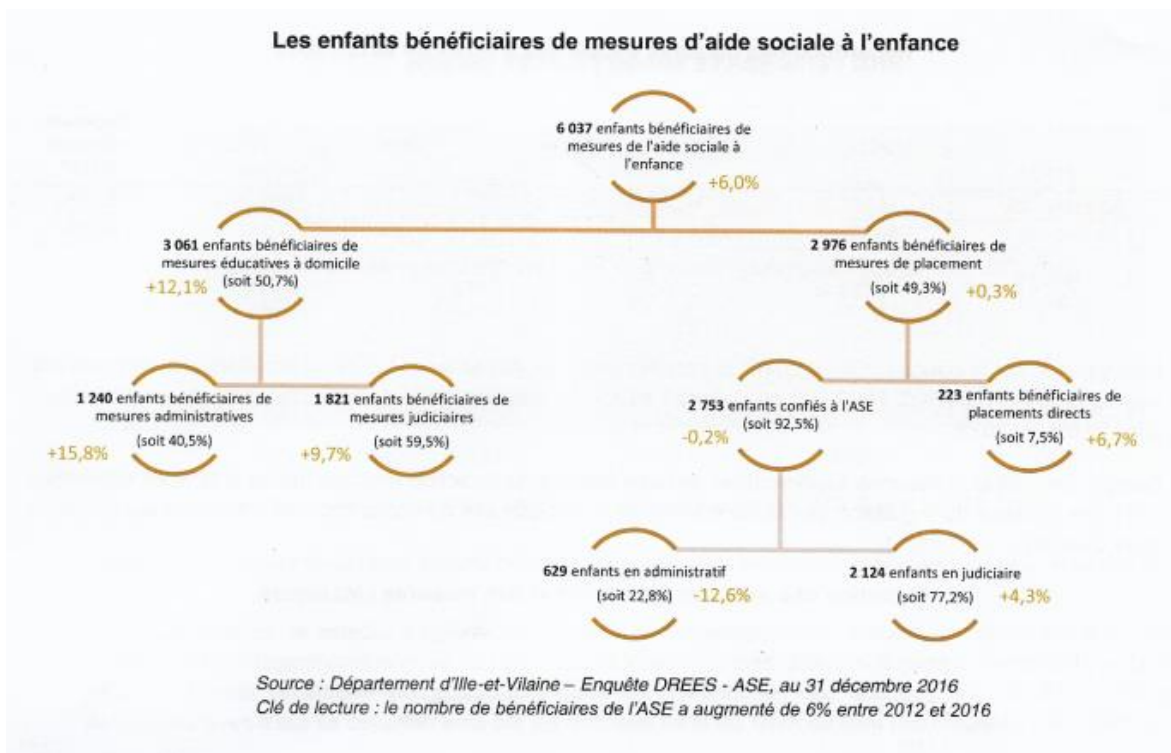 Les enfants bénéficiaires de mesures d'aide sociale à l'enfance
6 037 enfants bénéficiaires de
mesures de l'aide sociale à
l'enfance
+6,0%
3 061 enfants bénéficiaires de
mesures éducatives à domicile
(soit 50,7%)
+12,1%
2 976 enfants bénéficiaires de
mesures de placement
(soit 49,3%)
+0,3%
1 240 enfants bénéficiaires de
mesures administratives
(soit 40,5%)
+15,8%
1 821 enfants bénéficiaires de
mesures judiciaires
(soit 59,5%)
+9,7%
2 753 enfants confiés à l'ASE
(soit 92,5%)
-0,2%
223 enfants bénéficiaires de
placements directs
(soit 7,5%)
+6,7%
629 enfants en administratif
(soit 22,8%)
-12,6%
2 124 enfants en judiciaire
(soit 77,2%)
+4,3%
Source : Département d'Ille-et-Vilaine – Enquête DREES - ASE, au 31 décembre 2016
Clé de lecture : le nombre de bénéficiaires de l'ASE a augmenté de 6% entre 2012 et 2016